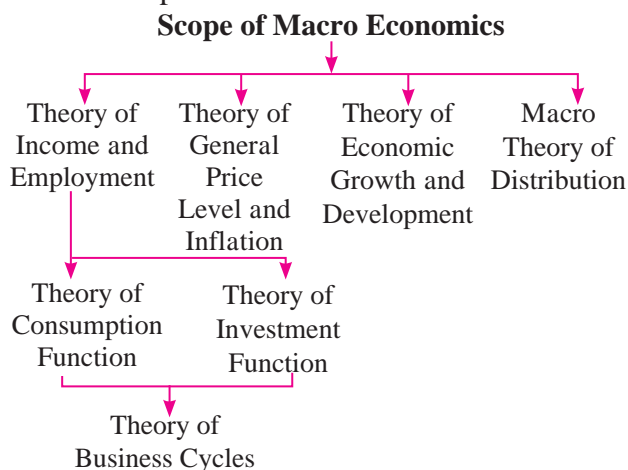 Scope of Macro Economics
Theory of
Income and
Employment
Theory of
General
Price
Level and
Inflation
Theory of
Economic
Growth and
Development
Macro
Theory of
Distribution
Theory of
Consumption
Function
Theory of
Investment
Function
Theory of
Business Cycles